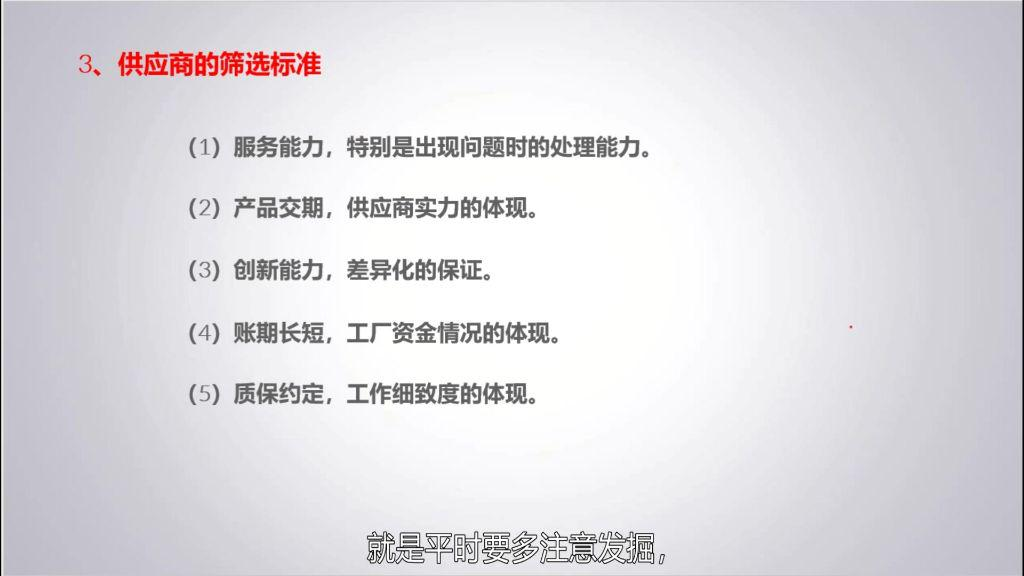 3、供应商的筛选标准
（1）服务能力，特别是出现问题时的处理能力。
（2）产品交期，供应商实力的体现。
（3）创新能力，差异化的保证。
（4）账期长短，工厂资金情况的体现。
（5）质保约定，工作细致度的体现。
就是平时要多注意发掘，